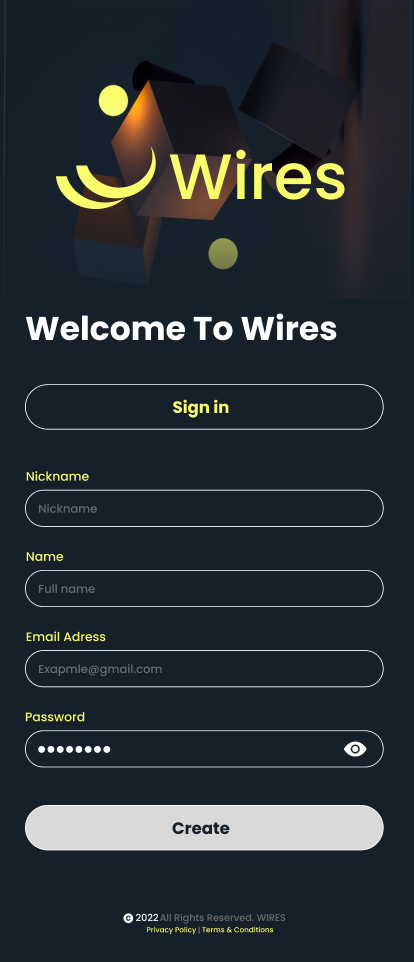 Wires
Welcome To Wires
Sign in
Nickname
Nickname
Name
Full name
Email Adress
Exapmle@gmail.com
Password
Create
© 2022 All Rights Reserved. WIRES
Privacy Policy | Terms & Conditions